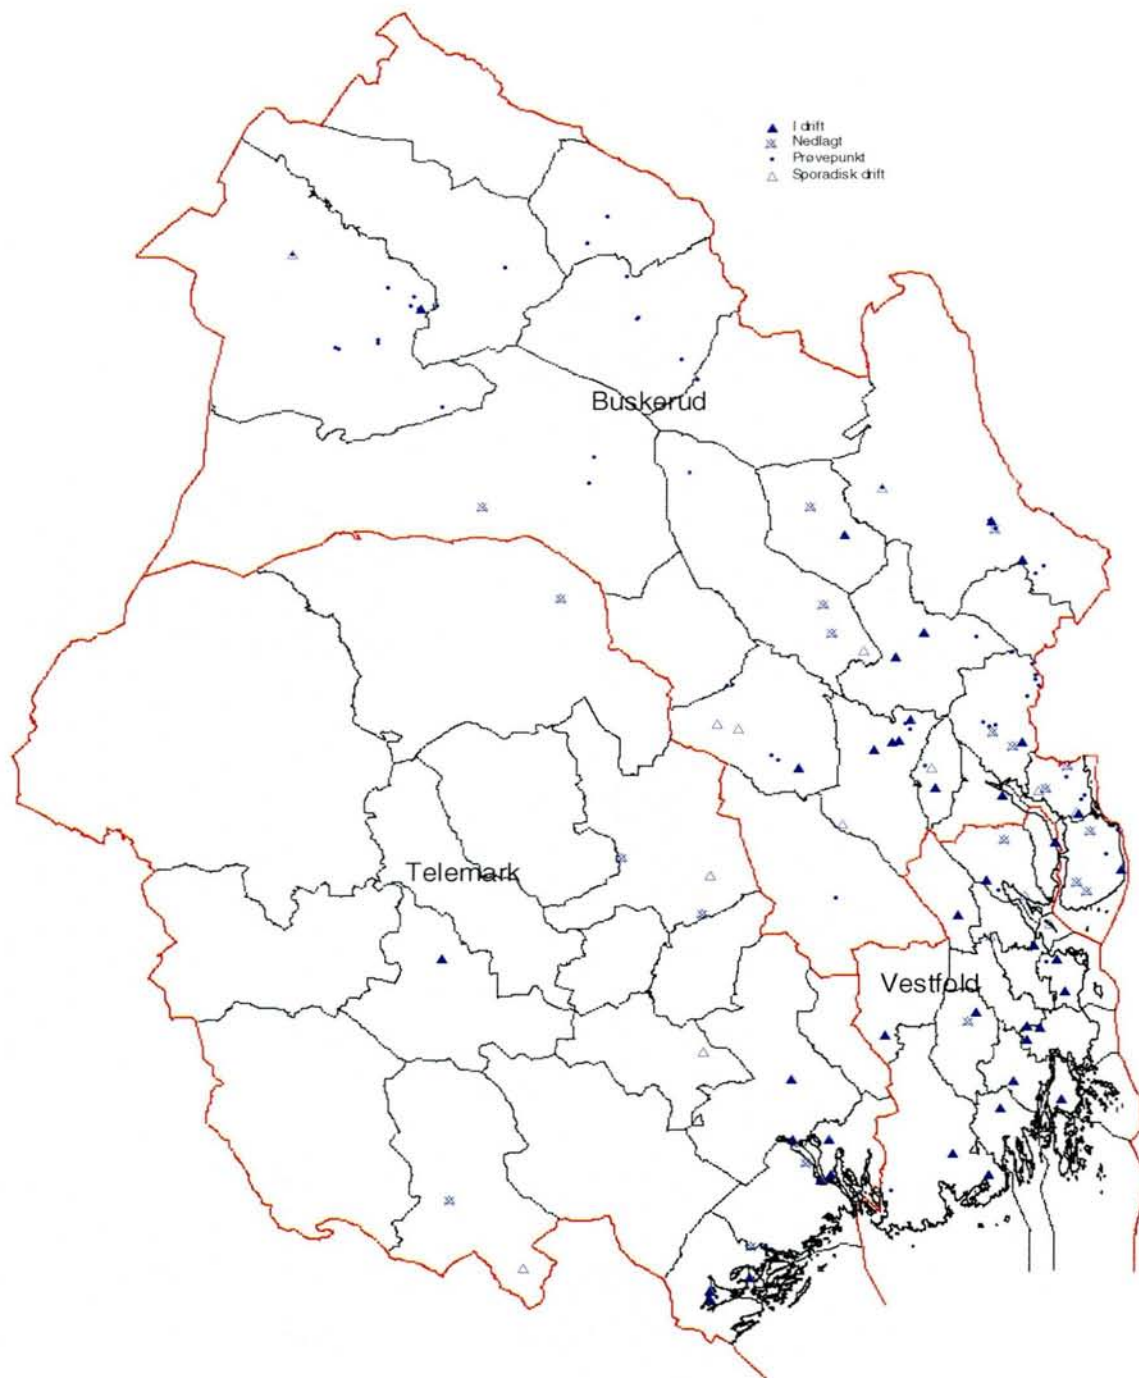 I drift
Nedlagt
Prøvepunkt
Sporadisk drift
Buskerud
Telemark
Vestfold